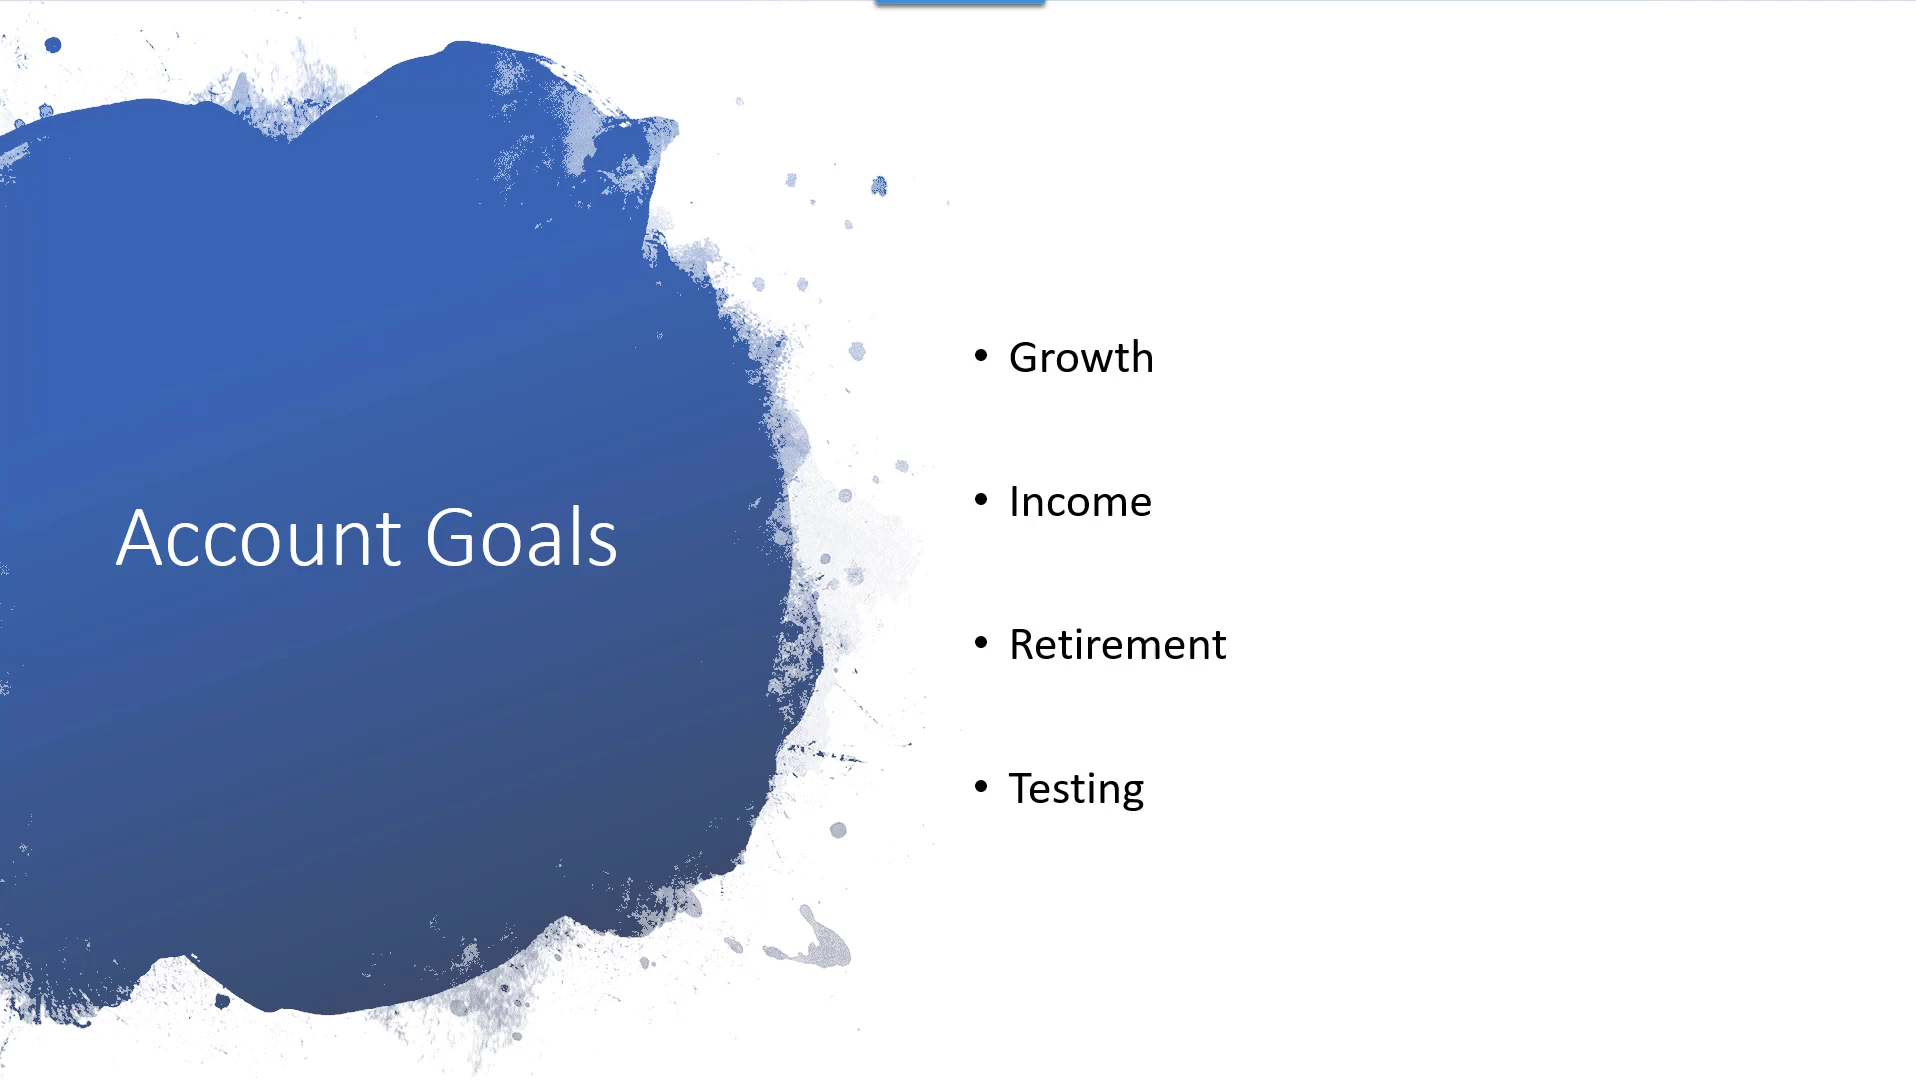 Account Goals
• Growth
• Income
• Retirement
• Testing